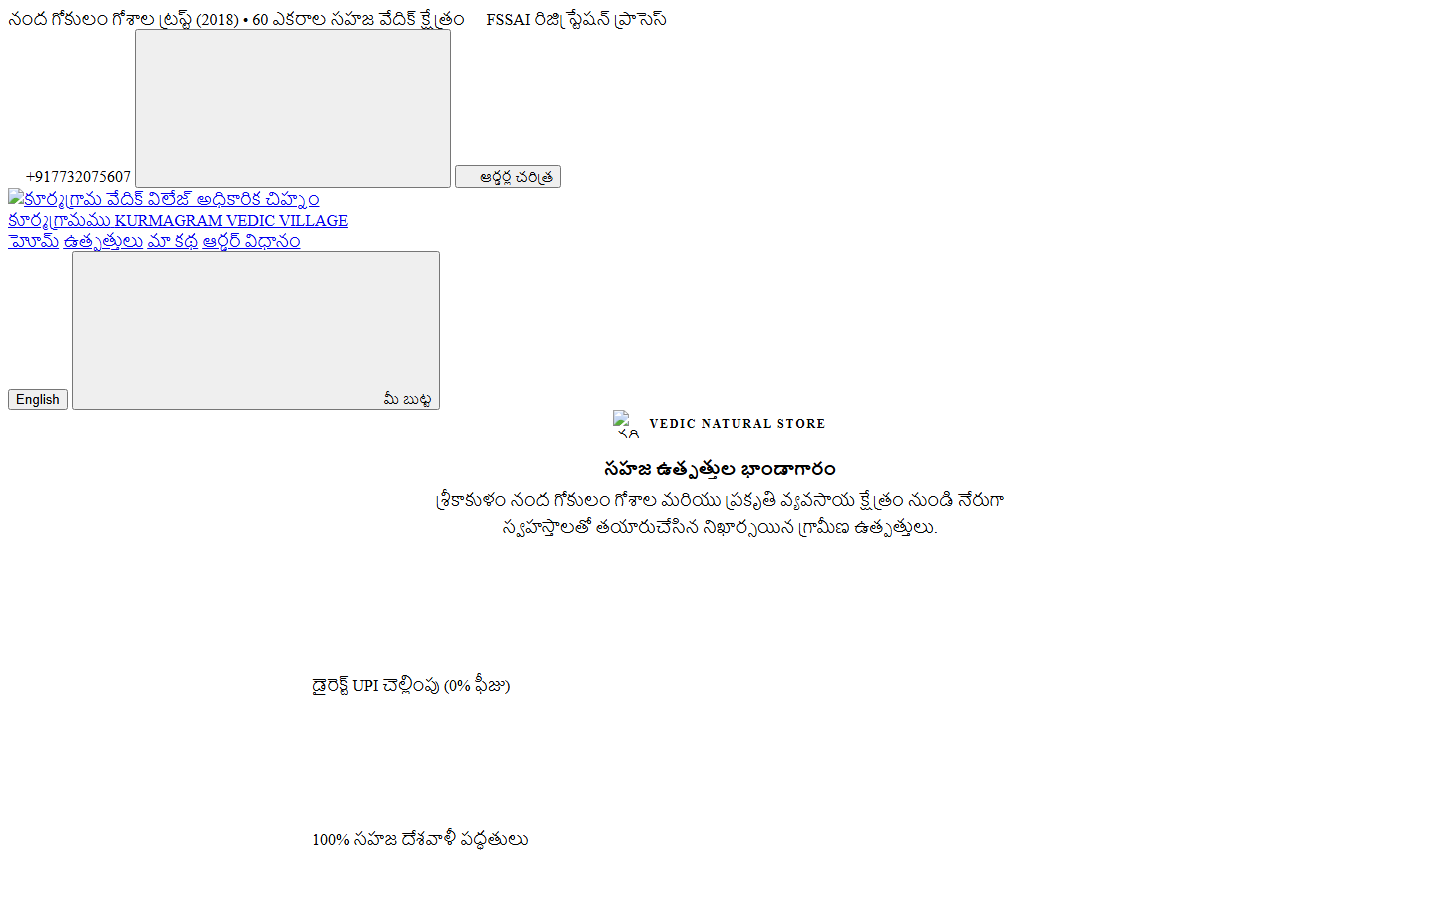 నంద గోకులం గోశాల ట్రస్ట్ (2018) • 60 ఎకరాల సహజ వేదిక్ క్షేత్రం FSSAI రిజిస్ట్రేషన్ ప్రాసెస్
+917732075607 ఆర్డర్ల చరిత్ర
కూర్మగ్రామ వేదిక్ విలేజ్ అధికారిక చిహ్నం
కూర్మగ్రామము KURMAGRAM VEDIC VILLAGE
హోమ్ ఉత్పత్తులు మా కథ ఆర్డర్ విధానం
English మీ బుట్ట
VEDIC NATURAL STORE
సహజ ఉత్పత్తుల భాండాగారం
శ్రీకాకుళం నంద గోకులం గోశాల మరియు ప్రకృతి వ్యవసాయ క్షేత్రం నుండి నేరుగా
స్వహస్తాలతో తయారుచేసిన నిఖార్సయిన గ్రామీణ ఉత్పత్తులు.
డైరెక్ట్ UPI చెల్లింపు (0% ఫీజు)
100% సహజ దేశవాళీ పద్ధతులు